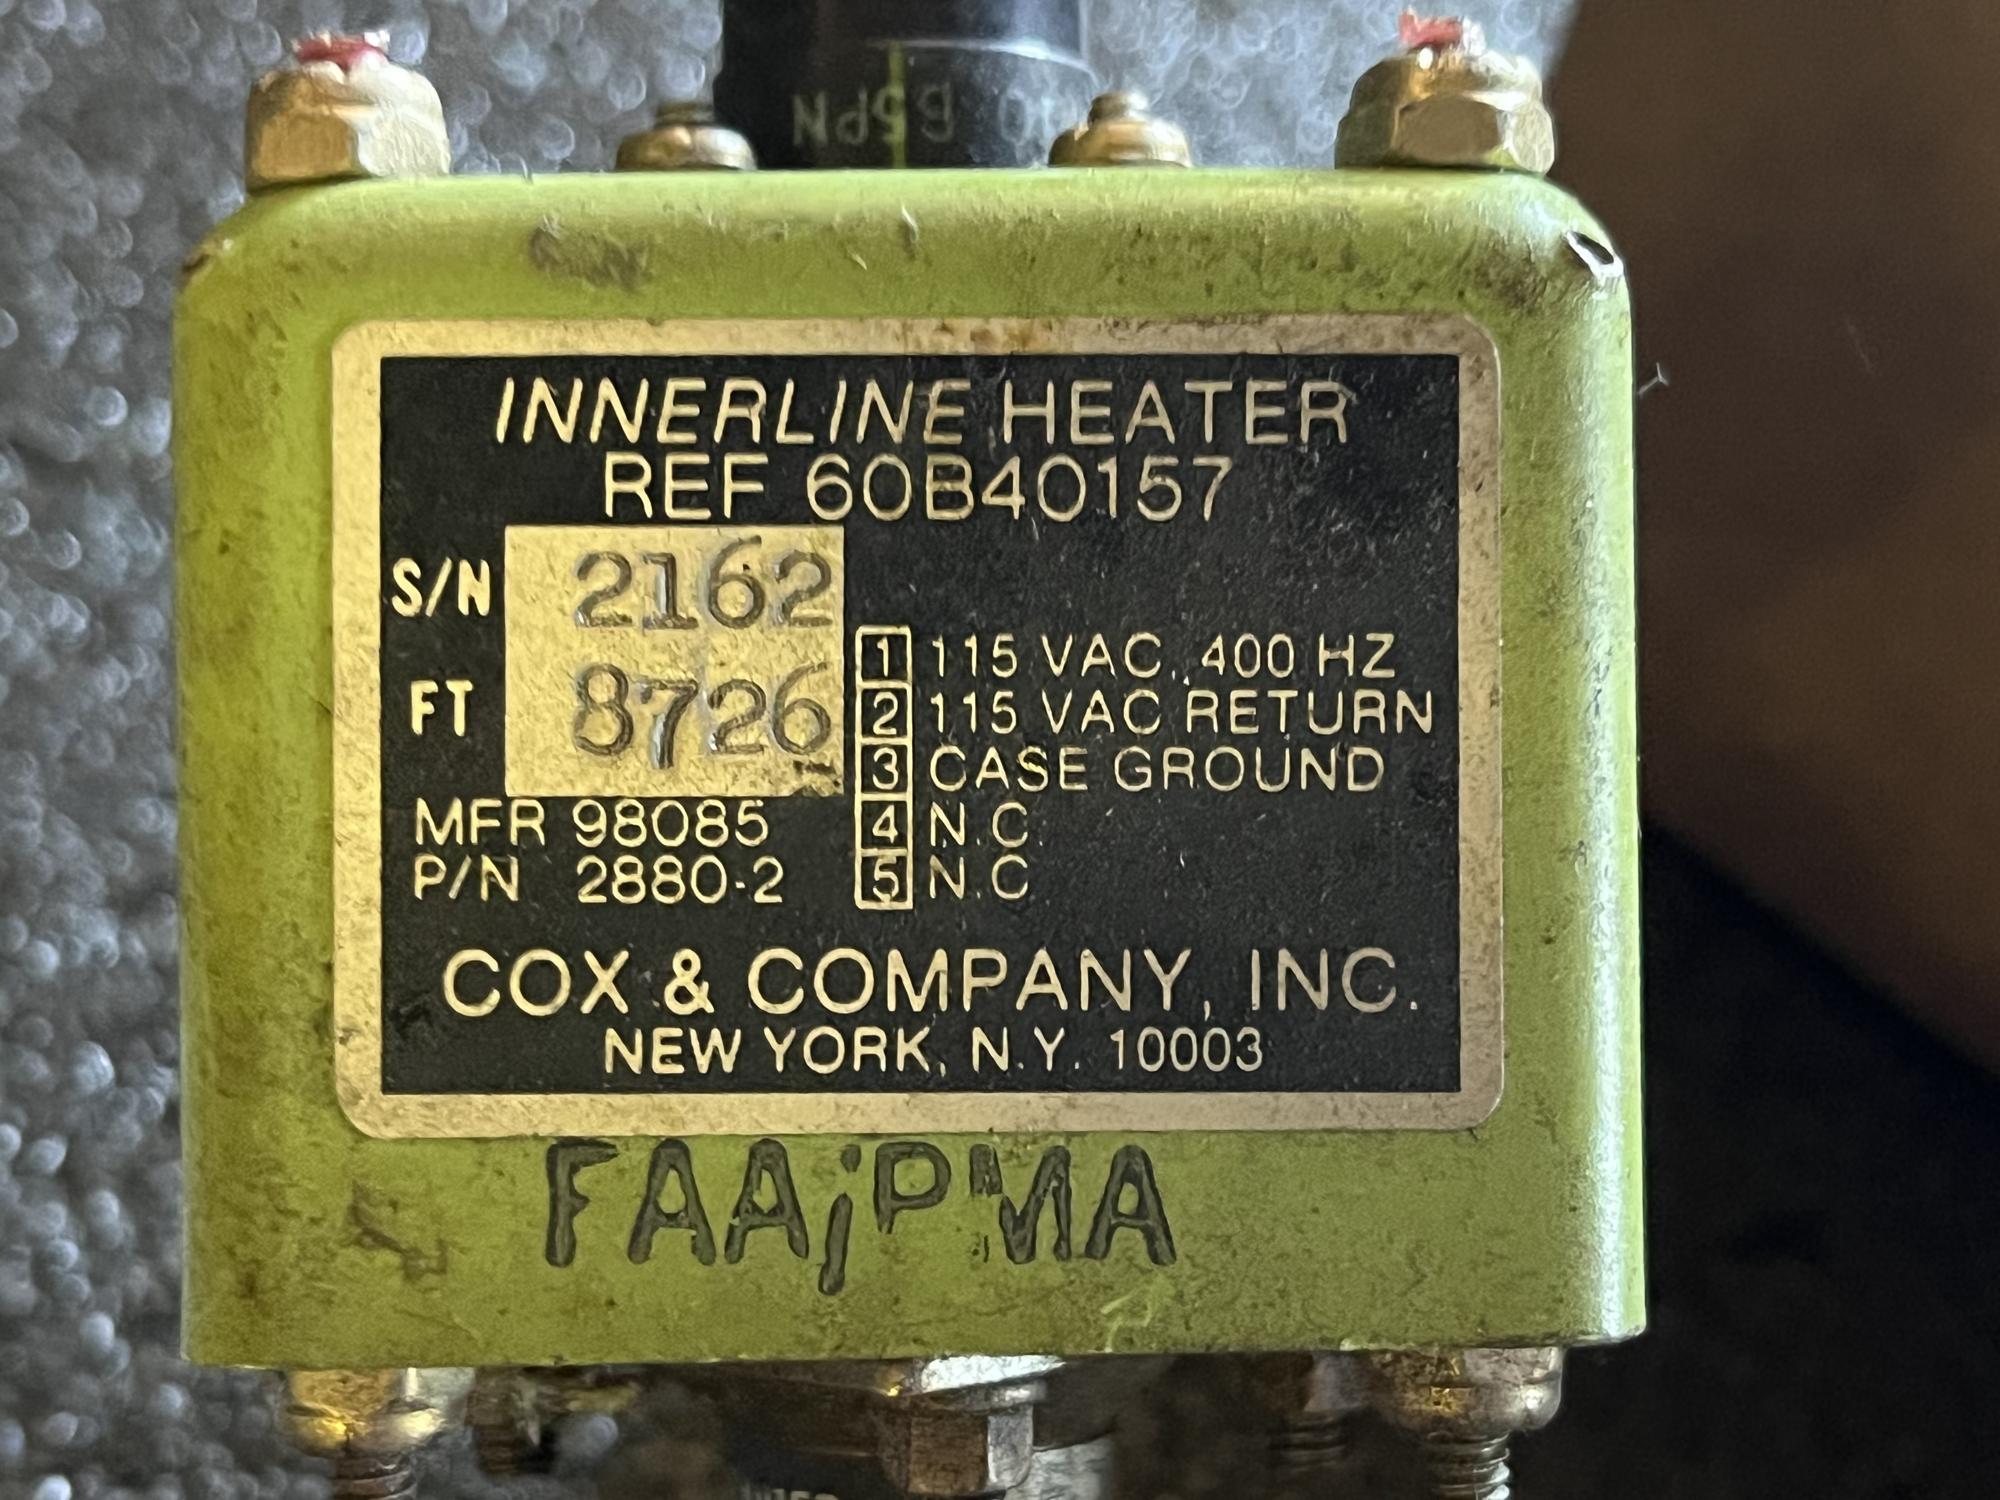 INNERLINE HEATER
REF 60B40157
S/N 2162
FT 8726
MFR 98085
P/N 2880-2
1 115 VAC, 400 HZ
2 115 VAC RETURN
3 CASE GROUND
4 N.C.
5 N.C
COX & COMPANY, INC.
NEW YORK, N.Y. 10003
FAA;PMA